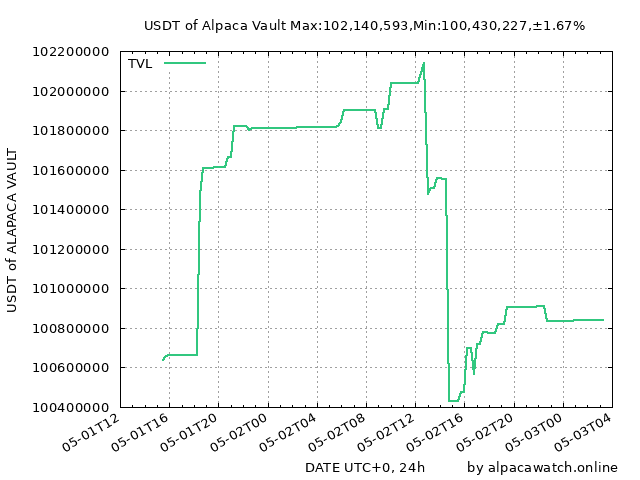 USDT of Alpaca Vault Max:102,140,593,Min:100,430,227,±1.67%
TVL
USDT of ALAPACA VAULT
102200000
102000000
101800000
101600000
101400000
101200000
101000000
100800000
100600000
100400000
05-01T12
05-01T16
05-01T20
05-02T00
05-02T04
05-02T08
05-02T12
05-02T16
05-02T20
05-03T00
05-03T04
DATE UTC+0, 24h
by alpacawatch.online